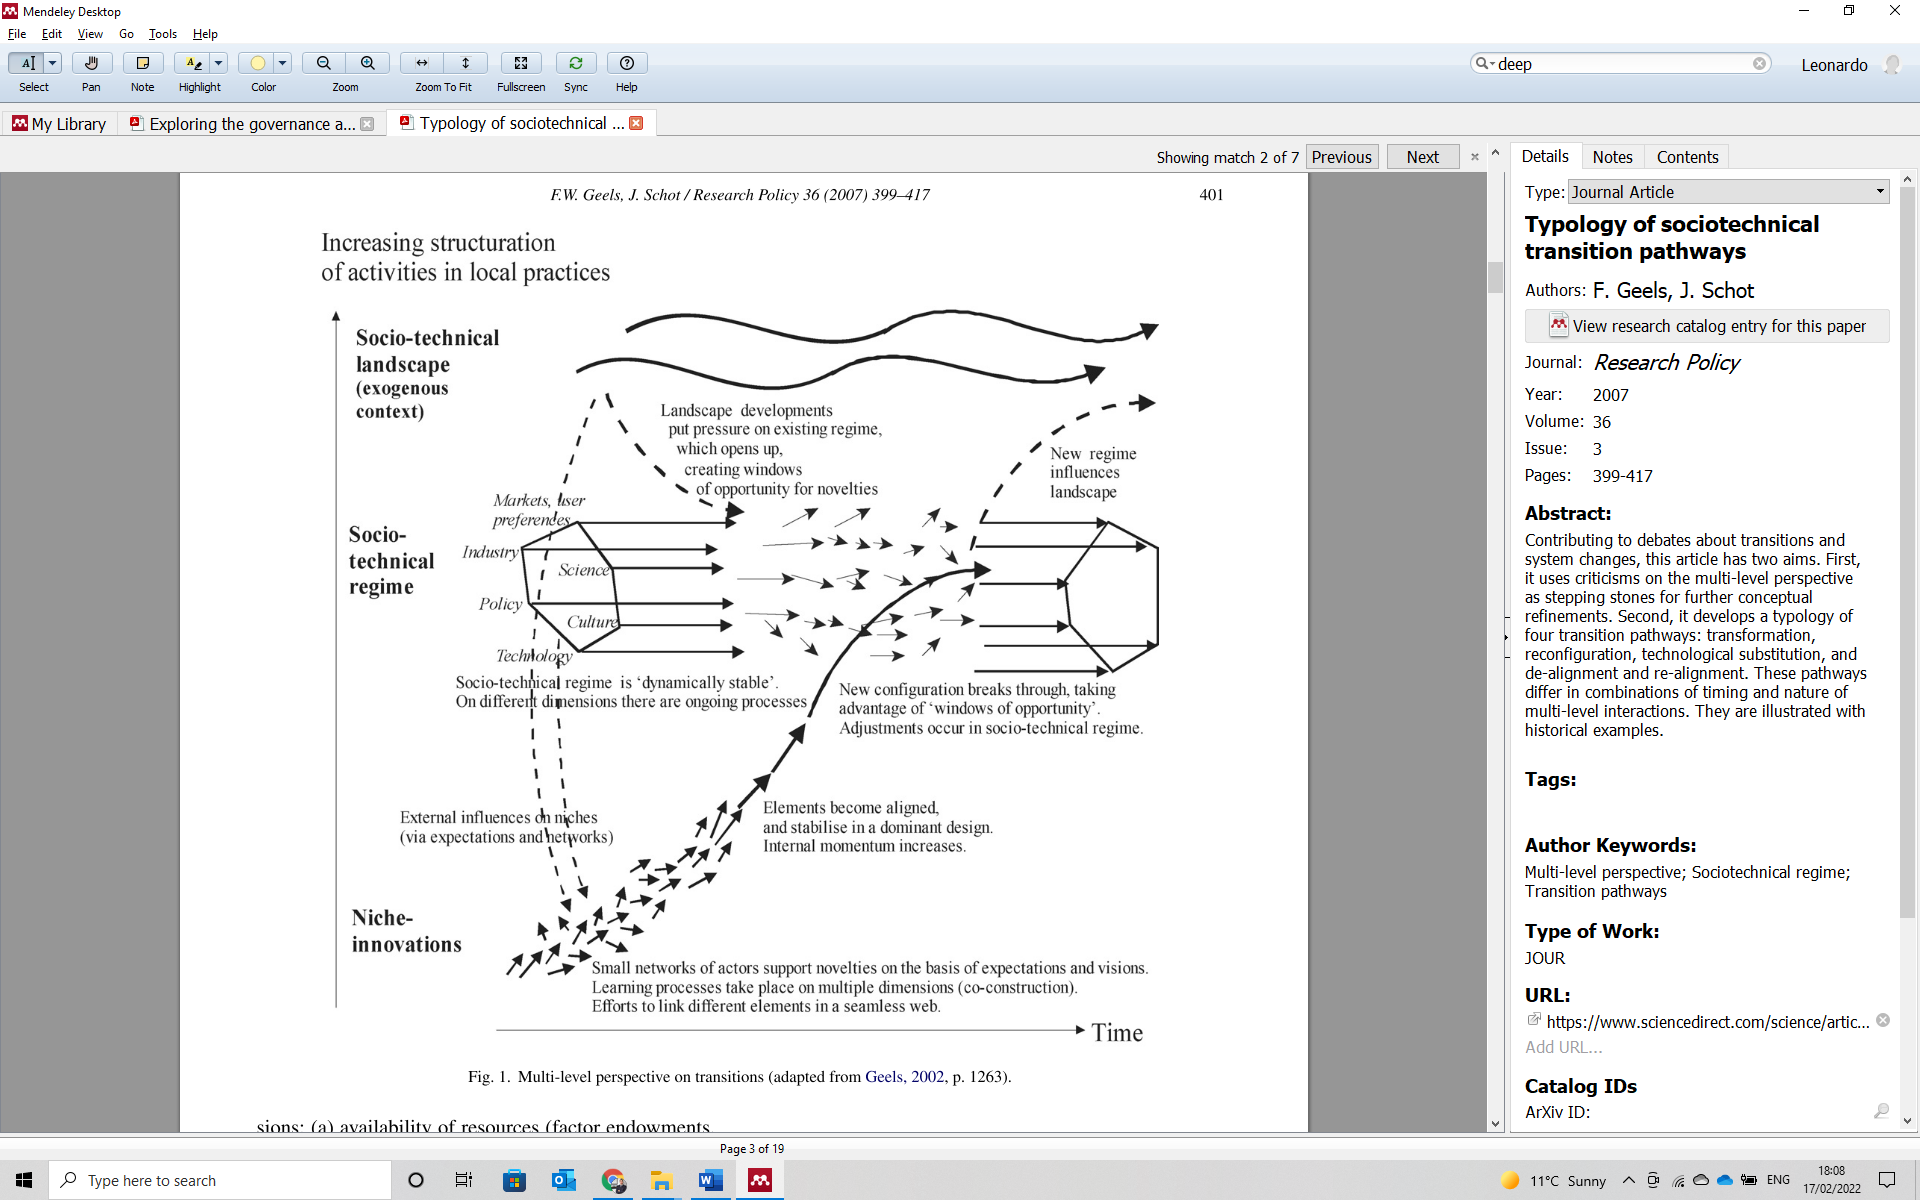 Mendeley Desktop
File Edit View Go Tools Help
Select Pan Note Highlight Color Zoom Zoom To Fit Fullscreen Sync Help
deep
Leonardo
My Library
Exploring the governance a...
Typology of sociotechnical ...
Showing match 2 of 7 Previous Next
F.W. Geels, J. Schot / Research Policy 36 (2007) 399–417 401
Increasing structuration
of activities in local practices
Socio-technical
landscape
(exogenous
context)
Landscape developments
put pressure on existing regime,
which opens up,
creating windows
of opportunity for novelties
New regime
influences
landscape
Markets, user
preferences
Socio-
technical
regime
Industry
Science
Policy
Culture
Technology
Socio-technical regime is ‘dynamically stable’.
On different dimensions there are ongoing processes
New configuration breaks through, taking
advantage of ‘windows of opportunity’.
Adjustments occur in socio-technical regime.
Elements become aligned,
and stabilise in a dominant design.
Internal momentum increases.
External influences on niches
(via expectations and networks)
Niche-
innovations
Small networks of actors support novelties on the basis of expectations and visions.
Learning processes take place on multiple dimensions (co-construction).
Efforts to link different elements in a seamless web.
Time
Fig. 1. Multi-level perspective on transitions (adapted from Geels, 2002, p. 1263).
sions: (a) availability of resources (factor endowments
Page 3 of 19
Details Notes Contents
Type: Journal Article
Typology of sociotechnical
transition pathways
Authors: F. Geels, J. Schot
View research catalog entry for this paper
Journal: Research Policy
Year: 2007
Volume: 36
Issue: 3
Pages: 399-417
Abstract:
Contributing to debates about transitions and
system changes, this article has two aims. First,
it uses criticisms on the multi-level perspective
as stepping stones for further conceptual
refinements. Second, it develops a typology of
four transition pathways: transformation,
reconfiguration, technological substitution, and
de-alignment and re-alignment. These pathways
differ in combinations of timing and nature of
multi-level interactions. They are illustrated with
historical examples.
Tags:
Author Keywords:
Multi-level perspective; Sociotechnical regime;
Transition pathways
Type of Work:
JOUR
URL:
https://www.sciencedirect.com/science/artic...
Add URL...
Catalog IDs
ArXiv ID:
Type here to search
11°C Sunny
ENG
18:08
17/02/2022